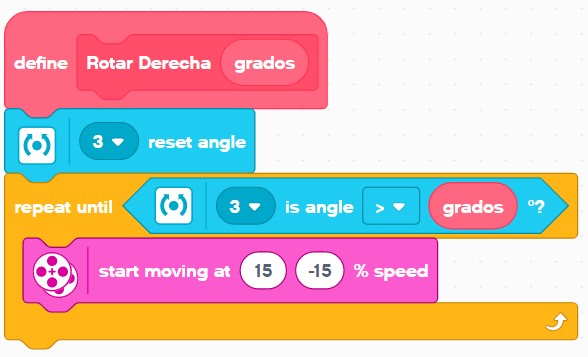 define Rotar Derecha grados
3 reset angle
repeat until 3 is angle > grados º?
start moving at 15 -15 % speed